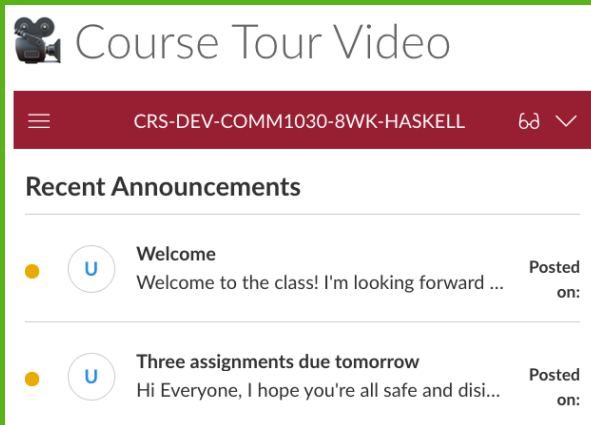 Course Tour Video
CRS-DEV-COMM1030-8WK-HASKELL
Recent Announcements
U
Welcome
Welcome to the class! I'm looking forward ...
Posted
on:
U
Three assignments due tomorrow
Hi Everyone, I hope you're all safe and disi...
Posted
on: